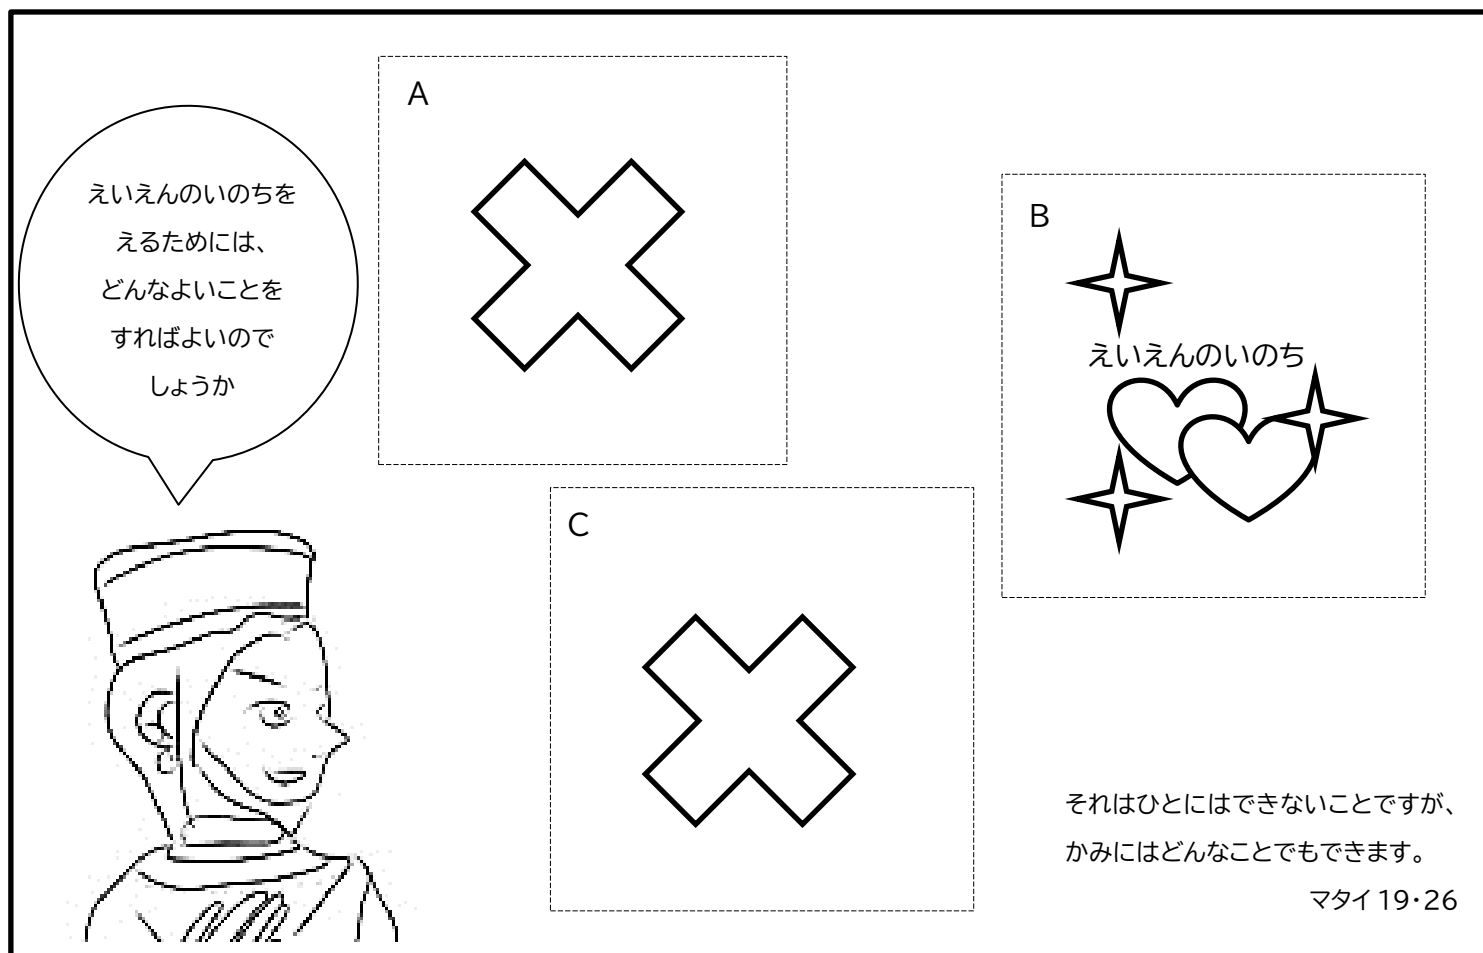 えいえんのいのちを
えるためには、
どんなよいことを
すればよいので
しょうか
A
B
えいえんのいのち
C
それはひとにはできないことですが、
かみにはどんなことでもできます。
マタイ 19・26